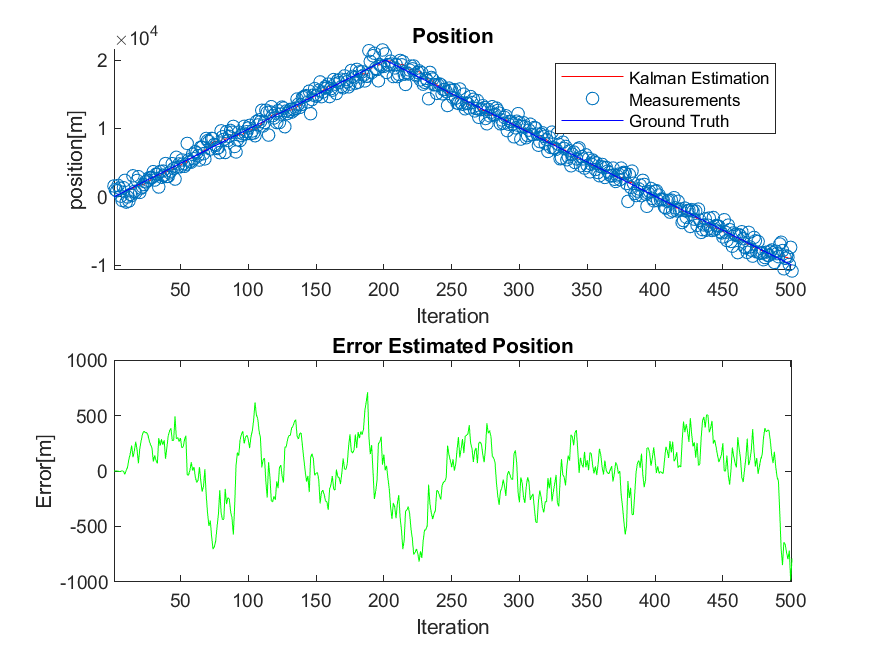 ×10^4
Position
2
1
0
-1
position[m]
Kalman Estimation
Measurements
Ground Truth
50 100 150 200 250 300 350 400 450 500
Iteration
Error Estimated Position
1000
500
0
-500
-1000
Error[m]
50 100 150 200 250 300 350 400 450 500
Iteration